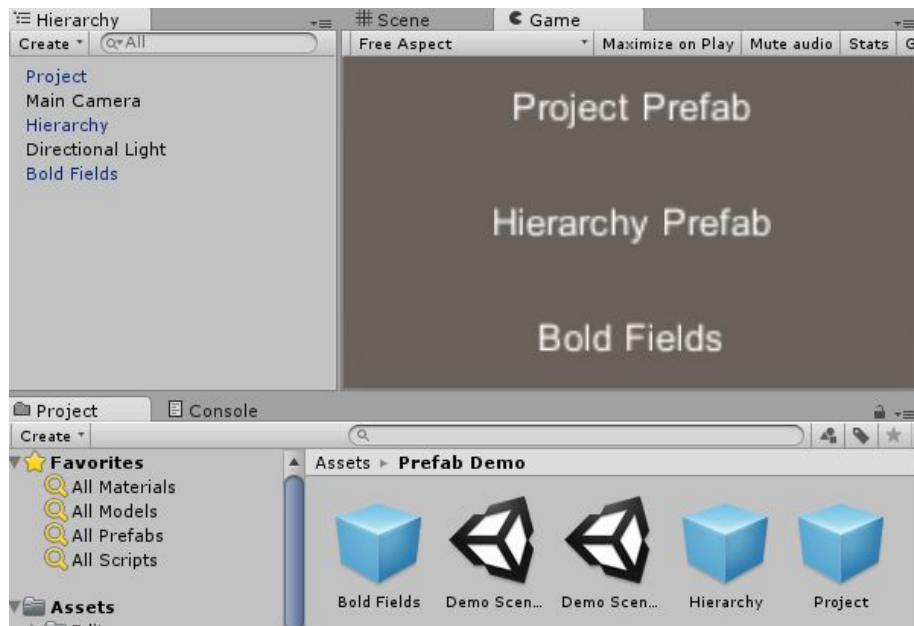 Hierarchy
Create
All
Project
Main Camera
Hierarchy
Directional Light
Bold Fields
Scene
Game
Free Aspect
Maximize on Play
Mute audio
Stats
G
Project Prefab
Hierarchy Prefab
Bold Fields
Project
Console
Create
Favorites
All Materials
All Models
All Prefabs
All Scripts
Assets
Assets ▸ Prefab Demo
Bold Fields
Demo Scen...
Demo Scen...
Hierarchy
Project